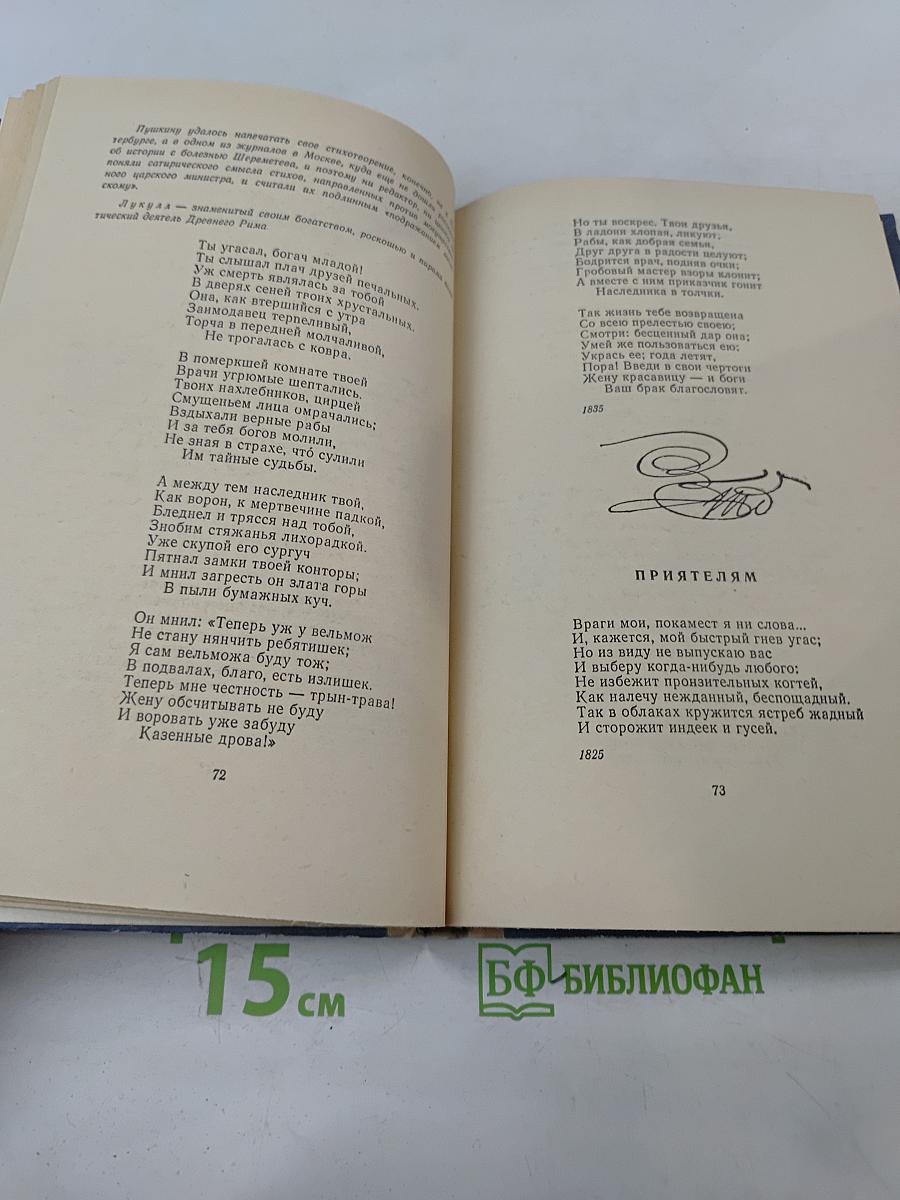 Пушкину удалось напечатать свое стихотворение, конечно, не в
тербурге, а в одном из журналов в Москве, куда еще не дошли
об истории с болезнью Шереметева, и поэтому ни редактор, ни
поняли сатирического смысла стихов, направленных против
ного царского министра, и считали их подлинным «подражанием
скому».
Лукулл — знаменитый своим богатством, роскошью и пирами
тический деятель Древнего Рима.
Ты угасал, богач младой!
Ты слышал плач друзей печальных.
Уж смерть являлась за тобой
В дверях сеней твоих хрустальных.
Она, как втершийся с утра
Заимодавец терпеливый,
Торча в передней молчаливой,
Не трогалась с ковра.
В померкшей комнате твоей
Врачи угрюмые шептались.
Твоих нахлебников, цирцей
Смущеньем лица омрачались;
Вздыхали верные рабы
И за тебя богов молили,
Не зная в страхе, что́ сулили
Им тайные судьбы.
А между тем наследник твой,
Как ворон, к мертвечине падкой,
Бледнел и трясся над тобой,
Знобим стяжанья лихорадкой.
Уже скупой его сургуч
Пятнал замки твоей конторы;
И мнил загресть он злата горы
В пыли бумажных куч.
Он мнил: «Теперь уж у вельмож
Не стану нянчить ребятишек;
Я сам вельможа буду тож;
В подвалах, благо, есть излишек.
Теперь мне честность — трын-трава!
Жену обсчитывать не буду
И воровать уже забуду
Казенные дрова!»
72
Но ты воскрес. Твои друзья,
В ладони хлопая, ликуют;
Рабы, как добрая семья,
Друг друга в радости целуют;
Бодрится врач, подняв очки;
Гробовый мастер взоры клонит;
А вместе с ним приказчик гонит
Наследника в толчки.
Так жизнь тебе возвращена
Со всею прелестью своею;
Смотри: бесценный дар она;
Умей же пользоваться ею;
Укрась ее; года летят,
Пора! Введи в свои чертоги
Жену красавицу — и боги
Ваш брак благословят.
1835
ПРИЯТЕЛЯМ
Враги мои, покамест я ни слова...
И, кажется, мой быстрый гнев угас;
Но из виду не выпускаю вас
И выберу когда-нибудь любого:
Не избежит пронзительных когтей,
Как налечу нежданный, беспощадный.
Так в облаках кружится ястреб жадный
И сторожит индеек и гусей.
1825
73
15 см
БФ БИБЛИОФАН